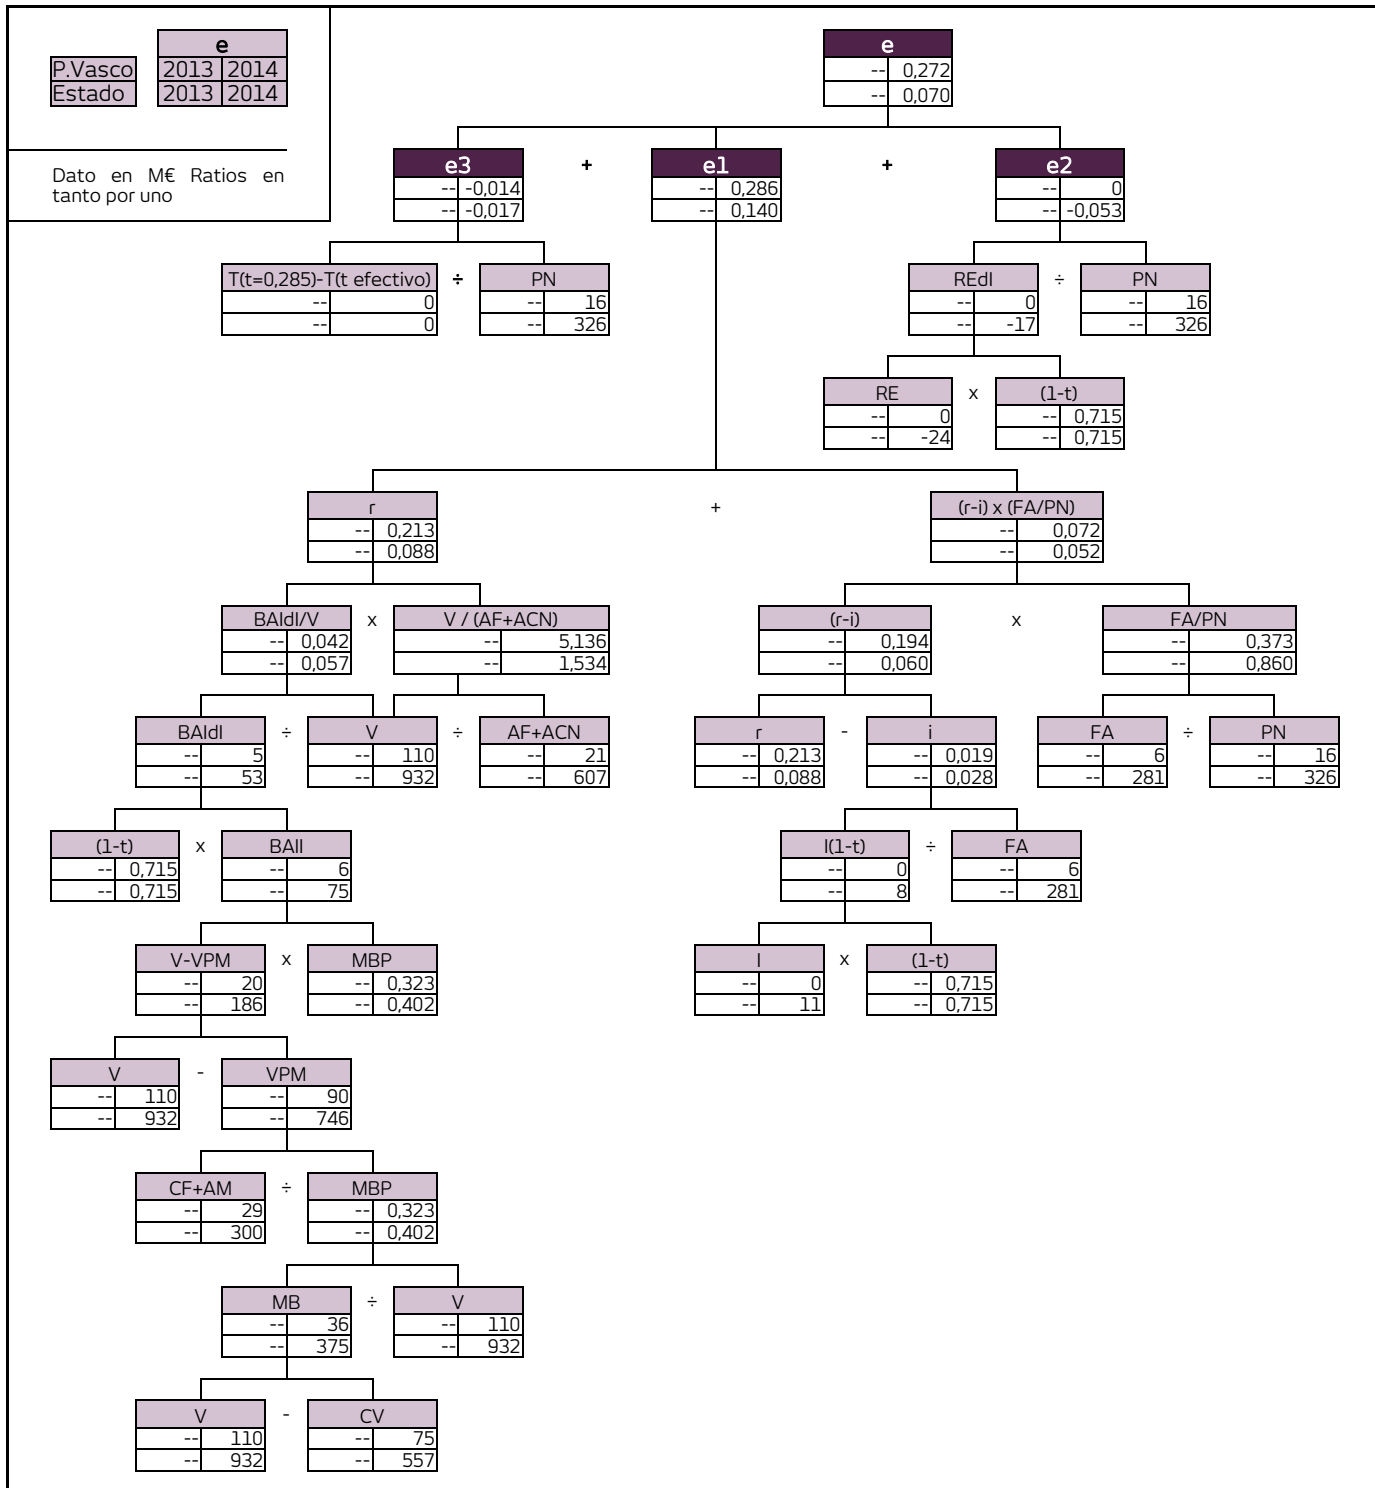 e
P.Vasco 2013 2014
Estado 2013 2014
Dato en M€ Ratios en
tanto por uno
e
-- 0,272
-- 0,070
e3 + e1 + e2
-- -0,014 -- 0,286 -- 0
-- -0,017 -- 0,140 -- -0,053
T(t=0,285)-T(t efectivo) ÷ PN REdI ÷ PN
-- 0 -- 16 -- 0 -- 16
-- 0 -- 326 -- -17 -- 326
RE x (1-t)
-- 0 -- 0,715
-- -24 -- 0,715
r + (r-i) x (FA/PN)
-- 0,213 -- 0,072
-- 0,088 -- 0,052
BAIdI/V x V / (AF+ACN) (r-i) x FA/PN
-- 0,042 -- 5,136 -- 0,194 -- 0,373
-- 0,057 -- 1,534 -- 0,060 -- 0,860
BAIdI ÷ V ÷ AF+ACN r - i FA ÷ PN
-- 5 -- 110 -- 21 -- 0,213 -- 0,019 -- 6 -- 16
-- 53 -- 932 -- 607 -- 0,088 -- 0,028 -- 281 -- 326
(1-t) x BAII I(1-t) ÷ FA
-- 0,715 -- 6 -- 0 -- 6
-- 0,715 -- 75 -- 8 -- 281
V-VPM x MBP I x (1-t)
-- 20 -- 0,323 -- 0 -- 0,715
-- 186 -- 0,402 -- 11 -- 0,715
V - VPM
-- 110 -- 90
-- 932 -- 746
CF+AM ÷ MBP
-- 29 -- 0,323
-- 300 -- 0,402
MB ÷ V
-- 36 -- 110
-- 375 -- 932
V - CV
-- 110 -- 75
-- 932 -- 557